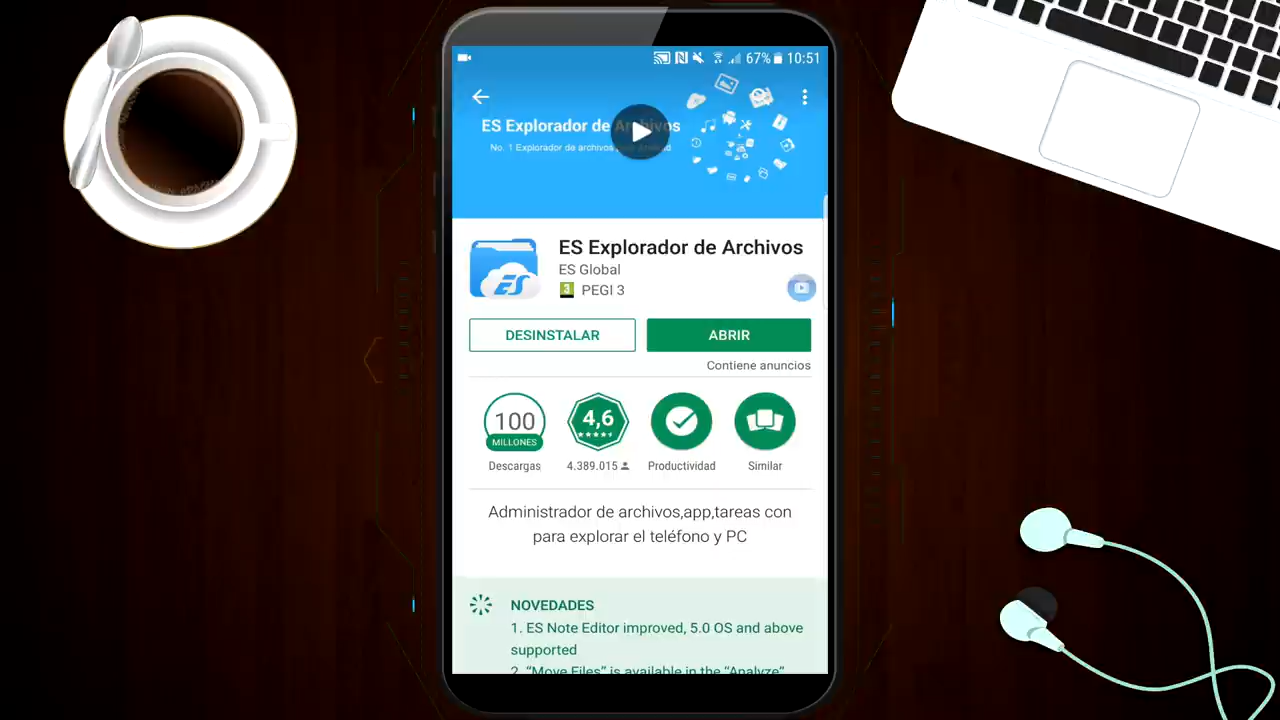 67% 10:51
ES Explorador de Archivos
No. 1 Explorador de archivos
ES
ES Explorador de Archivos
ES Global
3 PEGI 3
DESINSTALAR
ABRIR
Contiene anuncios
100
MILLONES
4,6
Descargas
4.389.015
Productividad
Similar
Administrador de archivos,app,tareas con
para explorar el teléfono y PC
NOVEDADES
1. ES Note Editor improved, 5.0 OS and above
supported
2. “Move Files” is available in the “Analyze”